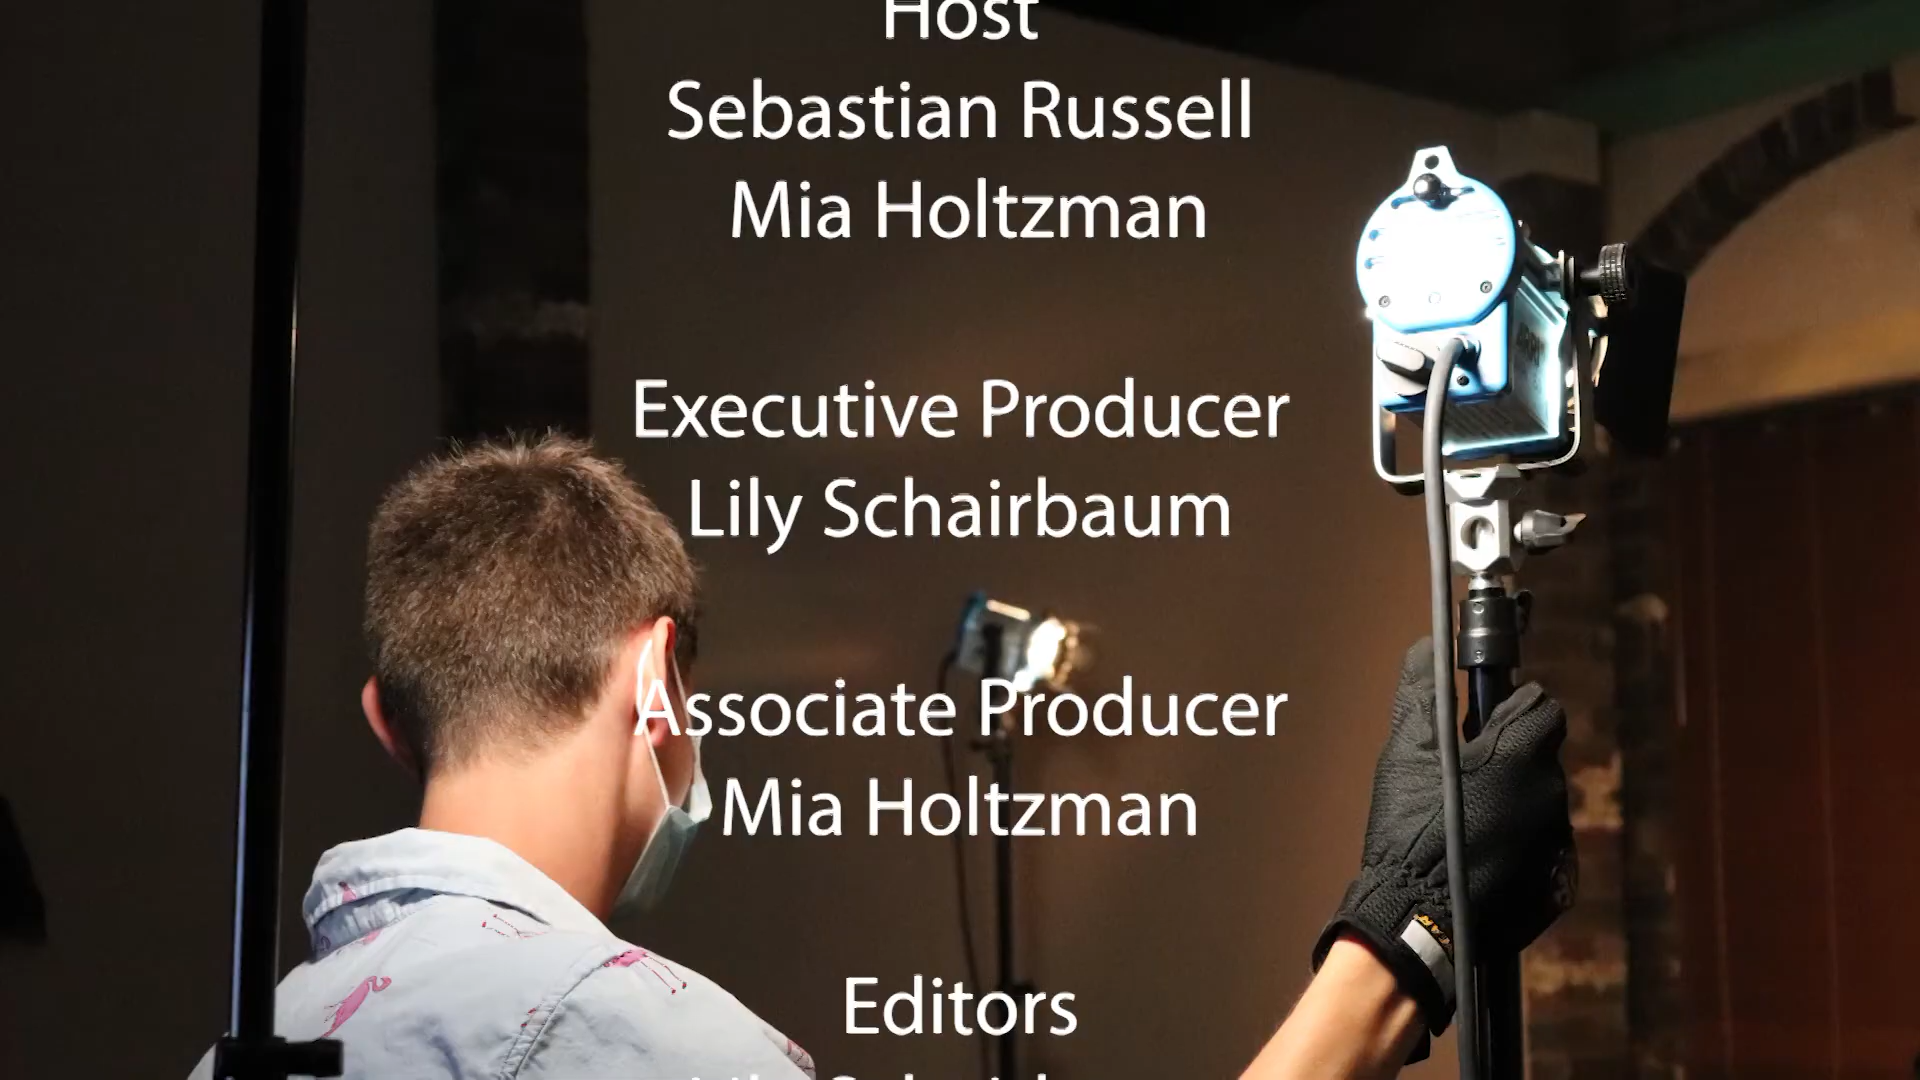 Host
Sebastian Russell
Mia Holtzman
Executive Producer
Lily Schairbaum
Associate Producer
Mia Holtzman
Editors